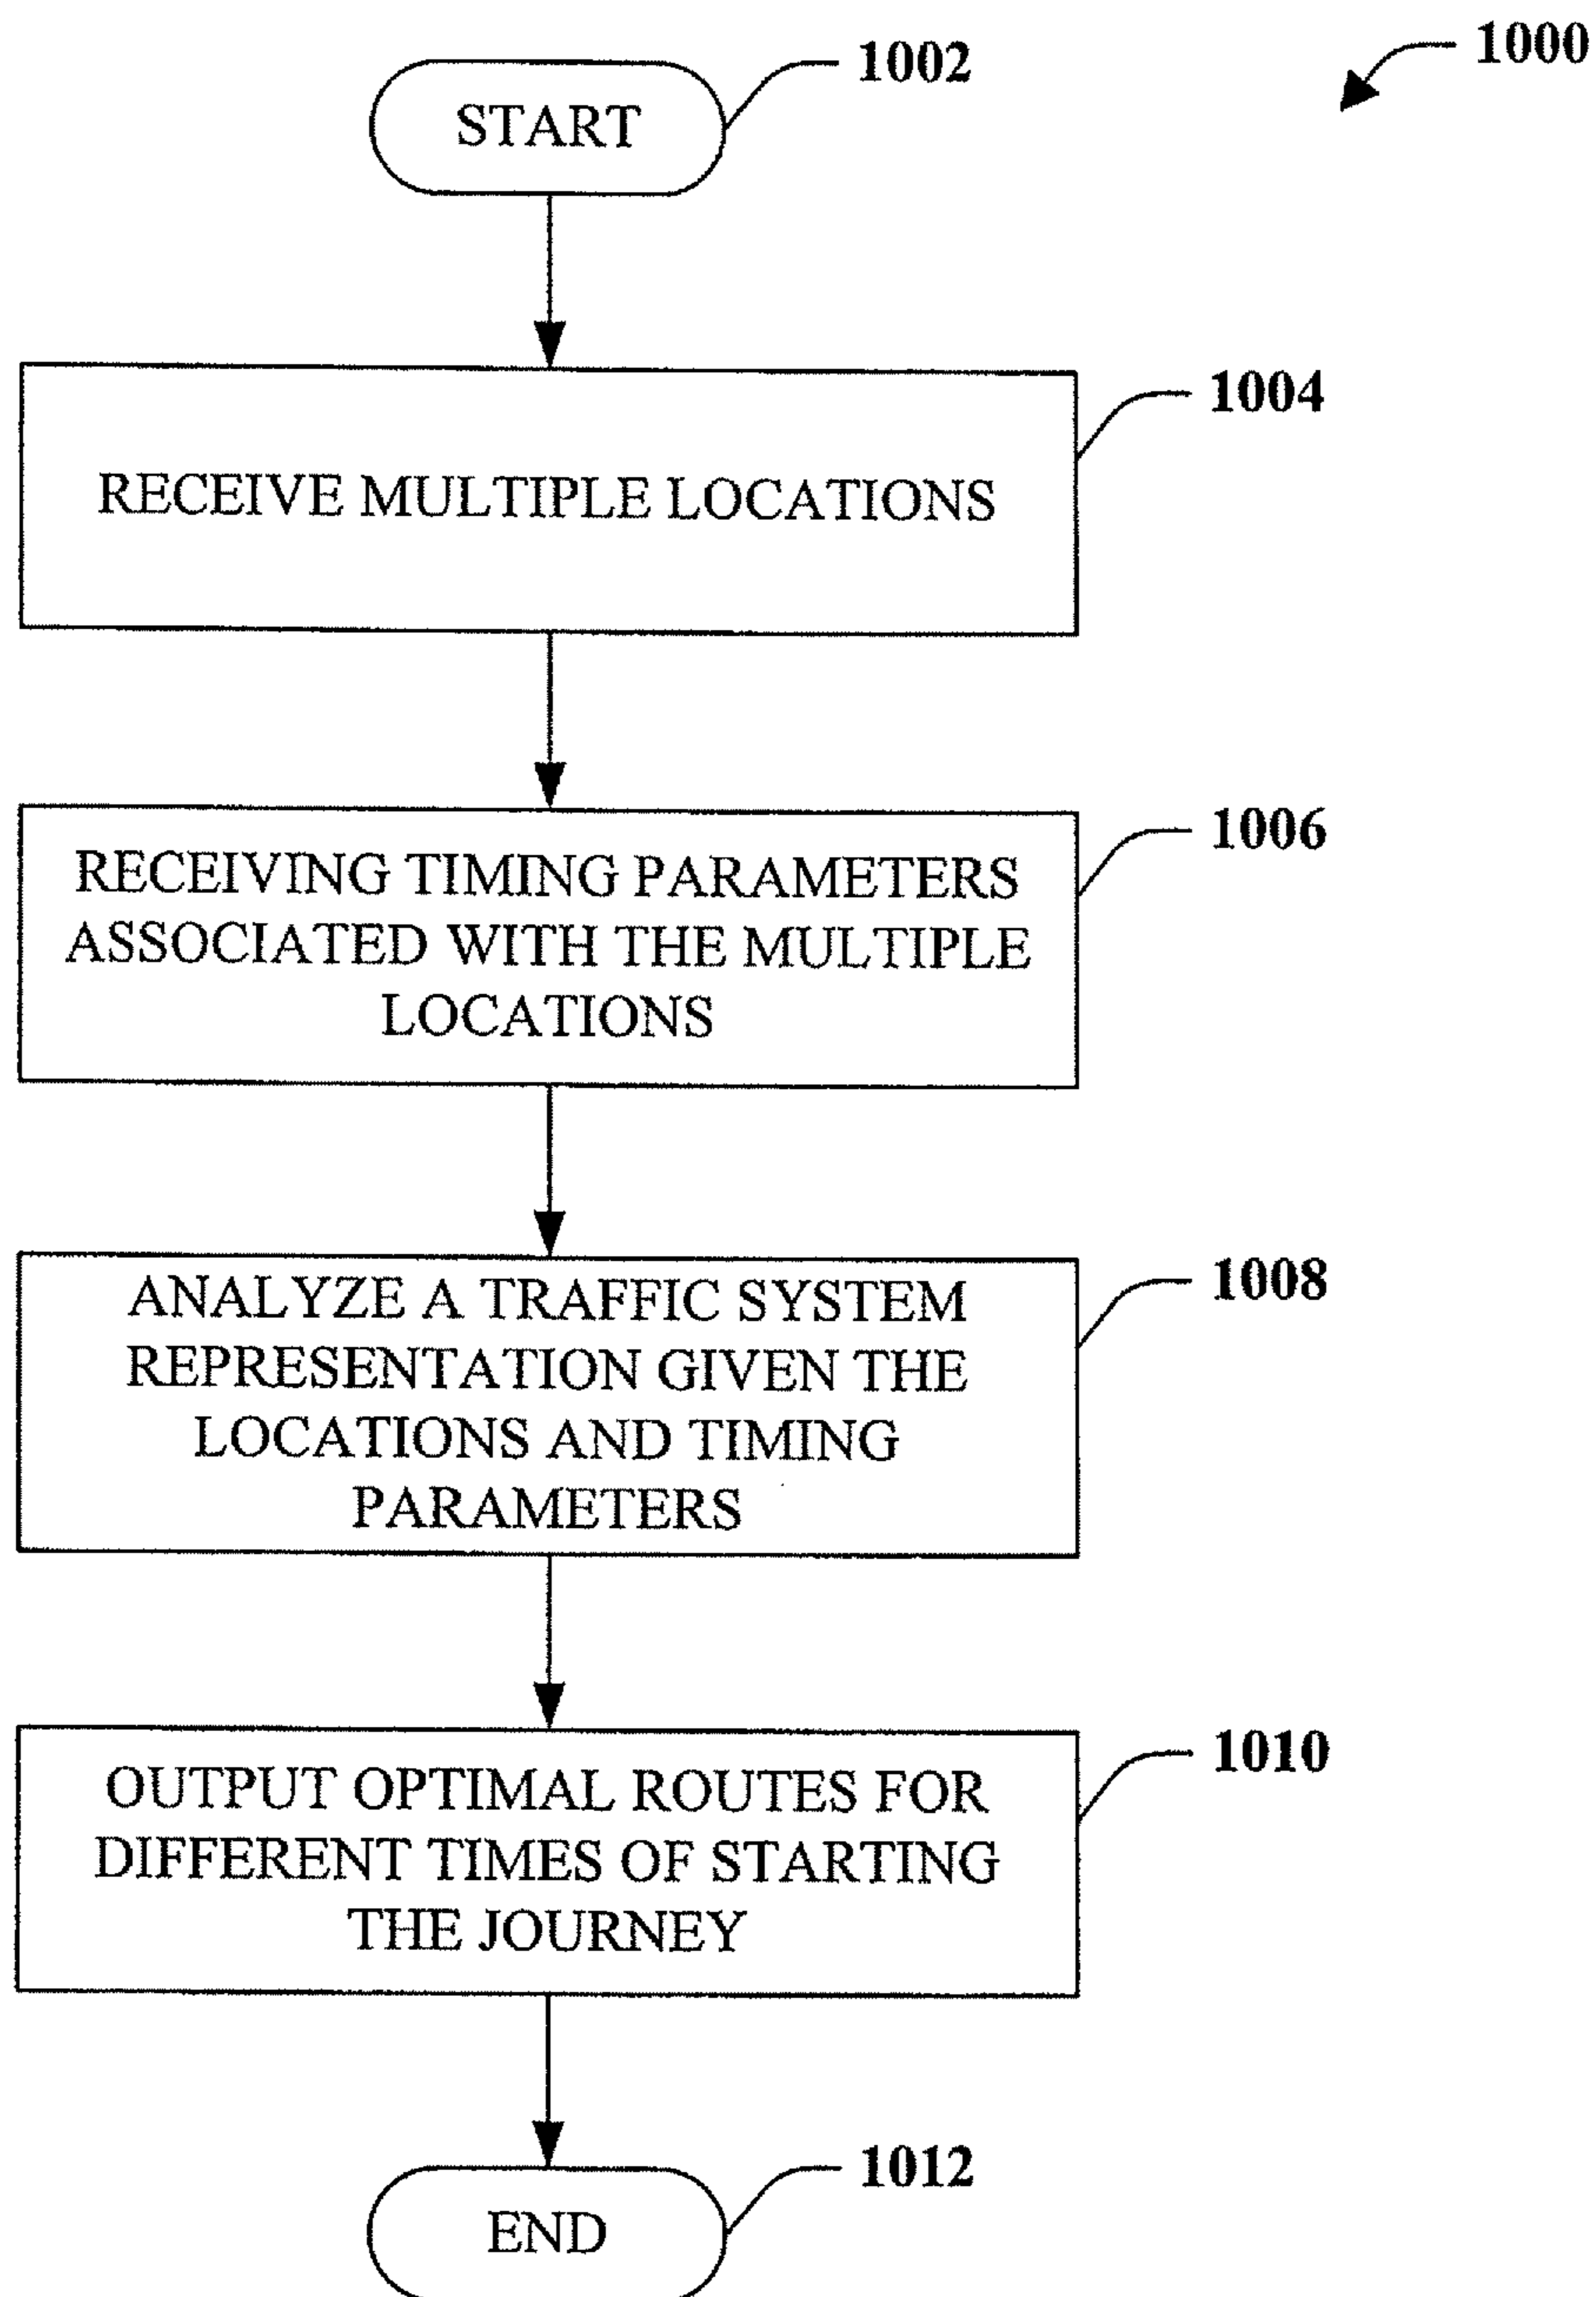 1000
1002
START
1004
RECEIVE MULTIPLE LOCATIONS
1006
RECEIVING TIMING PARAMETERS
ASSOCIATED WITH THE MULTIPLE
LOCATIONS
1008
ANALYZE A TRAFFIC SYSTEM
REPRESENTATION GIVEN THE
LOCATIONS AND TIMING
PARAMETERS
1010
OUTPUT OPTIMAL ROUTES FOR
DIFFERENT TIMES OF STARTING
THE JOURNEY
1012
END